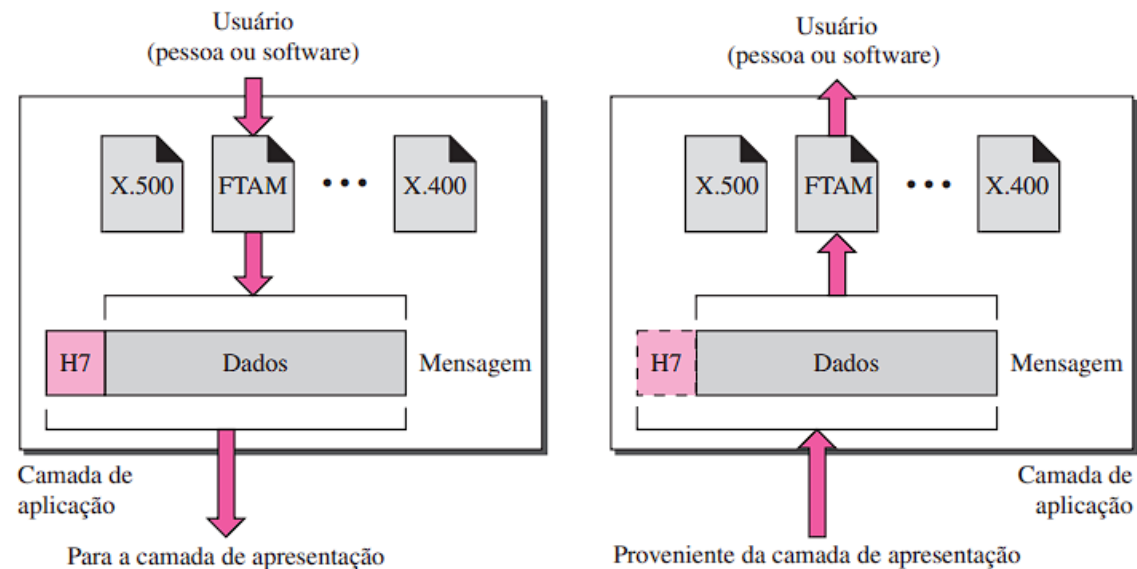 Usuário
(pessoa ou software)
X.500
FTAM
• • •
X.400
H7
Dados
Mensagem
Camada de
aplicação
Para a camada de apresentação
Usuário
(pessoa ou software)
X.500
FTAM
• • •
X.400
H7
Dados
Mensagem
Camada de
aplicação
Proveniente da camada de apresentação